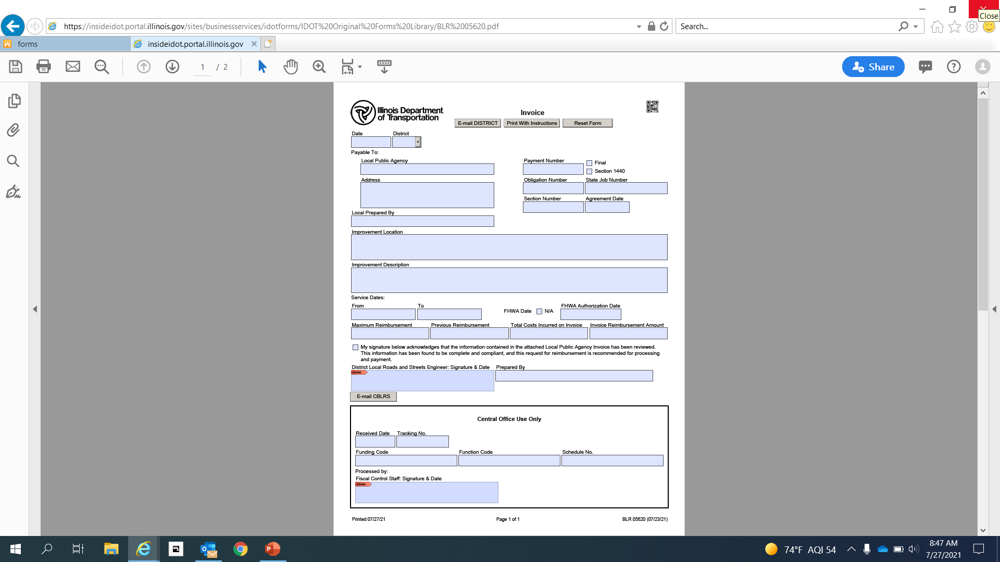 Close
https://insideidot.portal.illinois.gov/sites/businessservices/idotforms/IDOT%20Original%20Forms%20Library/BLR%2005620.pdf
Search...
forms
insideidot.portal.illinois.gov
1 / 2
Share
Illinois Department
of Transportation
Invoice
E-mail DISTRICT Print With Instructions Reset Form
Date District
Payable To:
Local Public Agency Payment Number Final
Section 1440
Address Obligation Number State Job Number
Section Number Agreement Date
Local Prepared By
Improvement Location
Improvement Description
Service Dates:
From To FHWA Date N/A FHWA Authorization Date
Maximum Reimbursement Previous Reimbursement Total Costs Incurred on Invoice Invoice Reimbursement Amount
My signature below acknowledges that the information contained in the attached Local Public Agency Invoice has been reviewed.
This information has been found to be complete and compliant, and this request for reimbursement is recommended for processing
and payment.
District Local Roads and Streets Engineer: Signature & Date Prepared By
E-mail CBLRS
Central Office Use Only
Received Date Tracking No.
Funding Code Function Code Schedule No.
Processed by:
Fiscal Control Staff: Signature & Date
Printed 07/27/21 Page 1 of 1 BLR 05620 (07/23/21)
74°F AQI 54
8:47 AM
7/27/2021